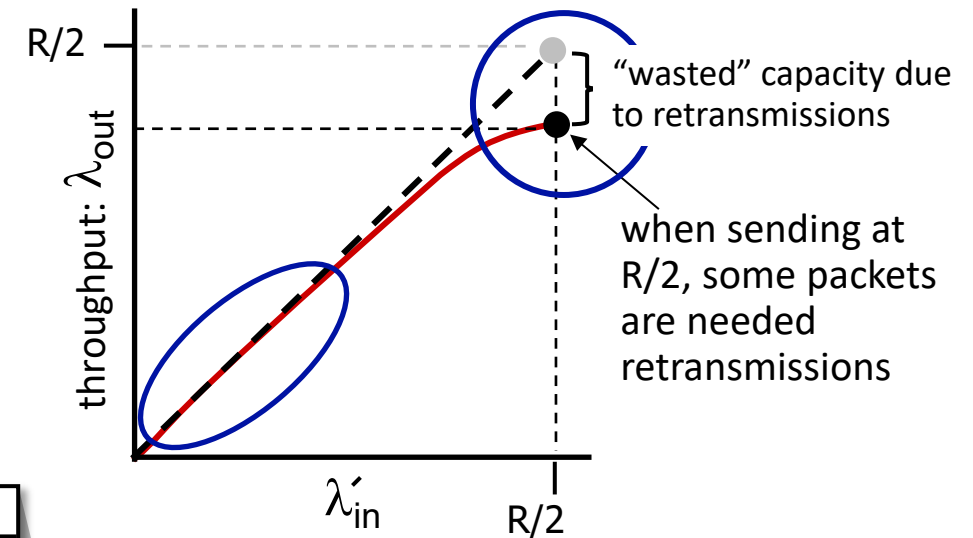 R/2
“wasted” capacity due
to retransmissions
throughput: λout
when sending at
R/2, some packets
are needed
retransmissions
λ′in
R/2